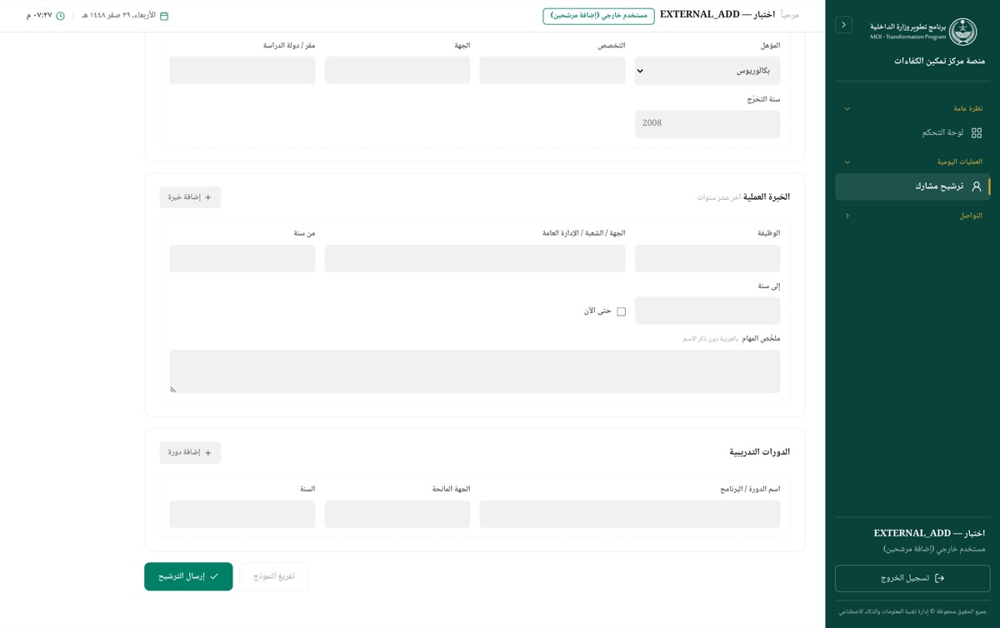 برنامج تطوير وزارة الداخلية
MOI - Transformation Program
منصة مركز تمكين الكفاءات
نظرة عامة
لوحة التحكم
العمليات اليومية
ترشيح مشارك
التواصل
اختبار — EXTERNAL_ADD
مستخدم خارجي (إضافة مرشحين)
تسجيل الخروج
جميع الحقوق محفوظة © إدارة تقنية المعلومات والذكاء الاصطناعي
مرحباً اختبار — EXTERNAL_ADD مستخدم خارجي (إضافة مرشحين) الأربعاء، ٢٩ صفر ١٤٤٨ هـ ٠٧:٢٧ م
المؤهل التخصص الجهة مقر / دولة الدراسة
بكالوريوس
سنة التخرّج
2008
الخبرة العملية آخر عشر سنوات + إضافة خبرة
الوظيفة الجهة / الشعبة / الإدارة العامة من سنة
إلى سنة
حتى الآن
ملخّص المهام بالعربية دون ذكر الاسم
الدورات التدريبية + إضافة دورة
اسم الدورة / البرنامج الجهة المانحة السنة
تفريغ النموذج إرسال الترشيح